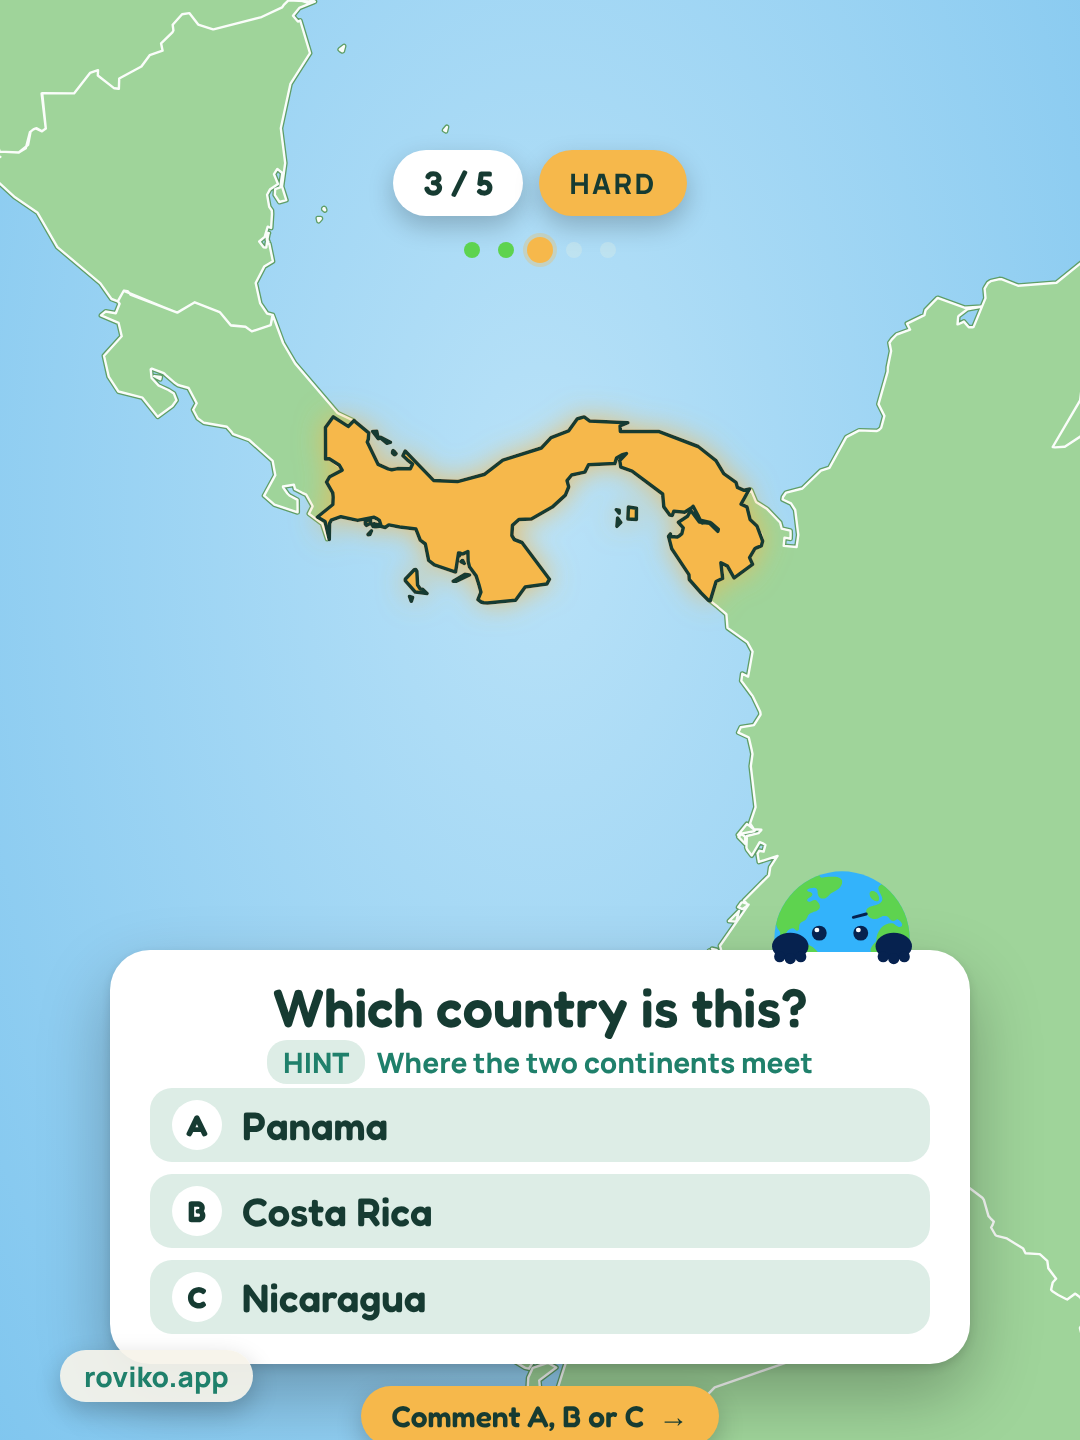 3 / 5
HARD
Which country is this?
HINT Where the two continents meet
A Panama
B Costa Rica
C Nicaragua
roviko.app
Comment A, B or C →